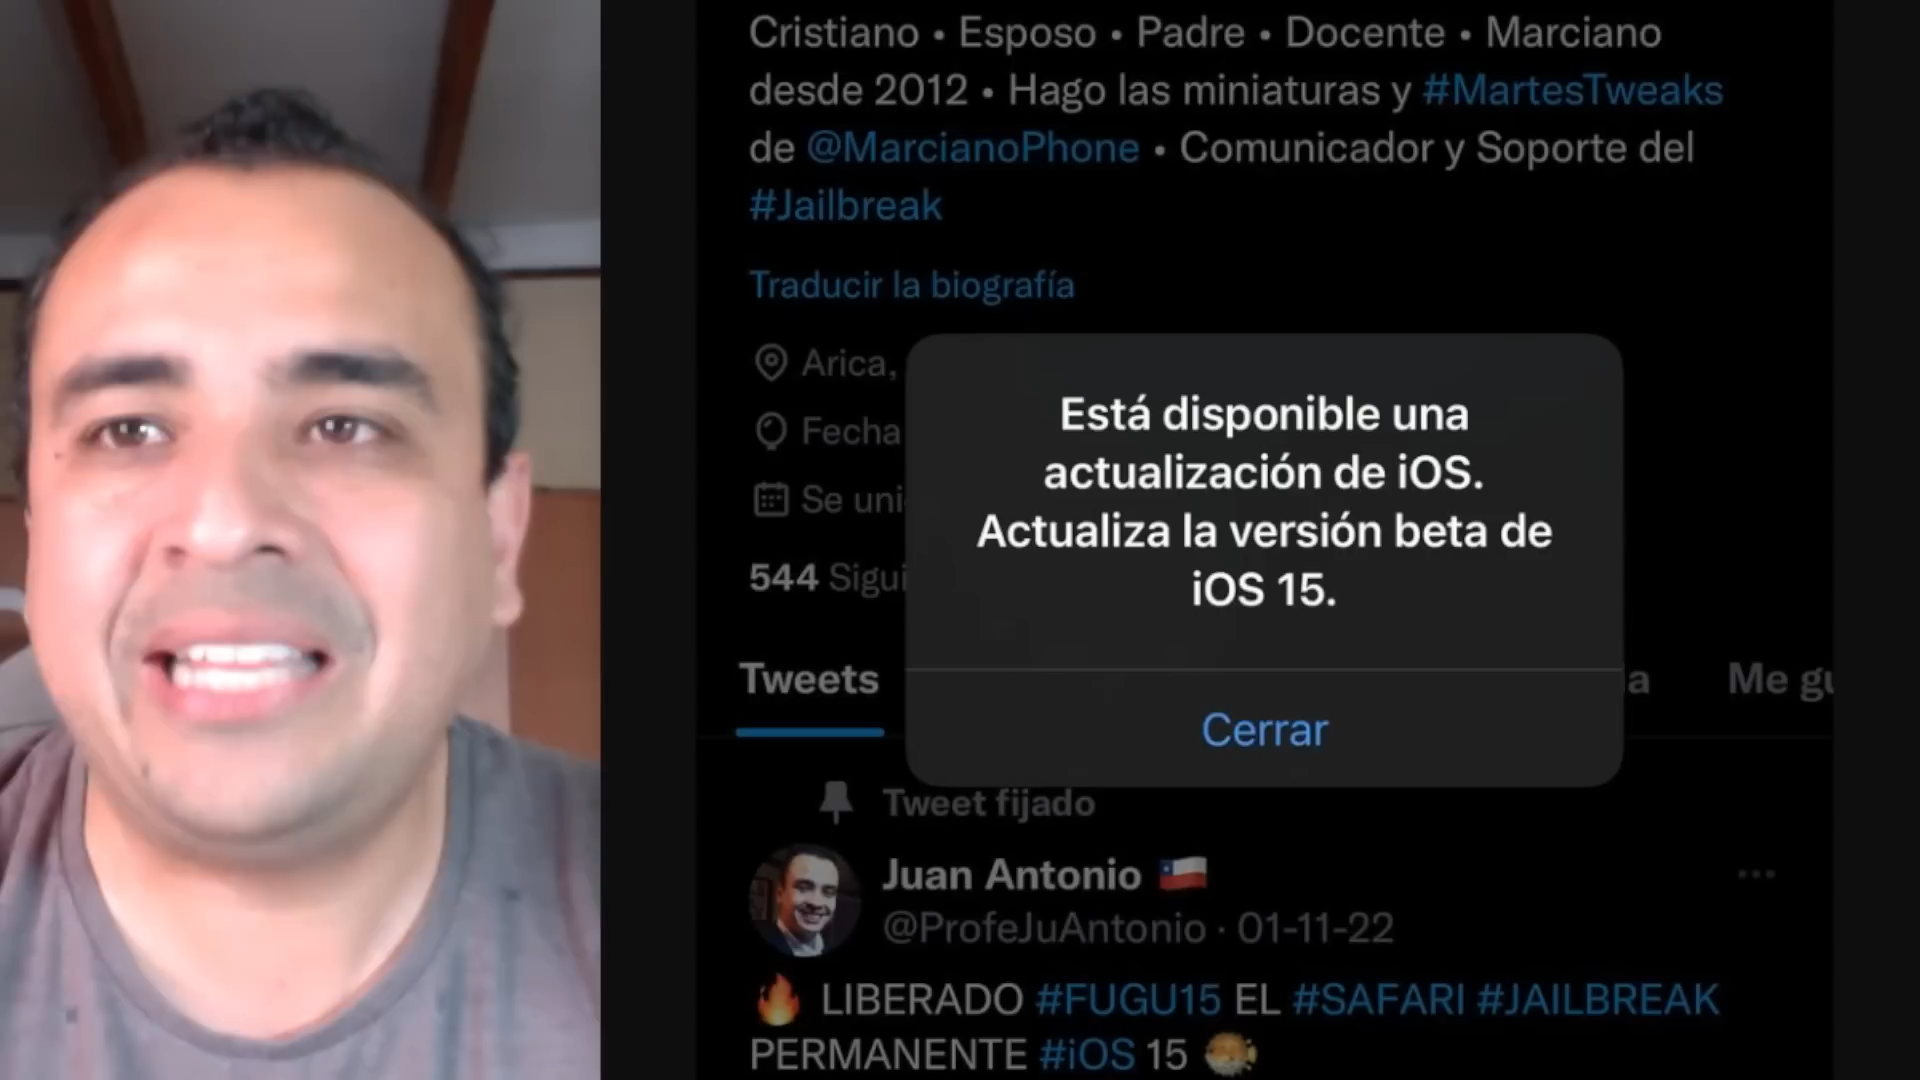 Cristiano • Esposo • Padre • Docente • Marciano
desde 2012 • Hago las miniaturas y #MartesTweaks
de @MarcianoPhone • Comunicador y Soporte del
#Jailbreak
Traducir la biografía
Arica,
Fecha
Se uni
544 Sigui
Está disponible una
actualización de iOS.
Actualiza la versión beta de
iOS 15.
Cerrar
Tweets
a
Me gu
Tweet fijado
Juan Antonio 🇨🇱
@ProfeJuAntonio · 01-11-22
🔥 LIBERADO #FUGU15 EL #SAFARI #JAILBREAK
PERMANENTE #iOS 15 🐡